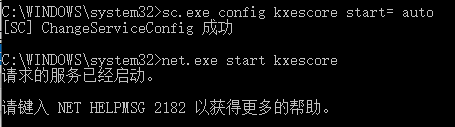 C:\WINDOWS\system32>sc.exe config kxescore start= auto
[SC] ChangeServiceConfig 成功
C:\WINDOWS\system32>net.exe start kxescore
请求的服务已经启动。
请键入 NET HELPMSG 2182 以获得更多的帮助。